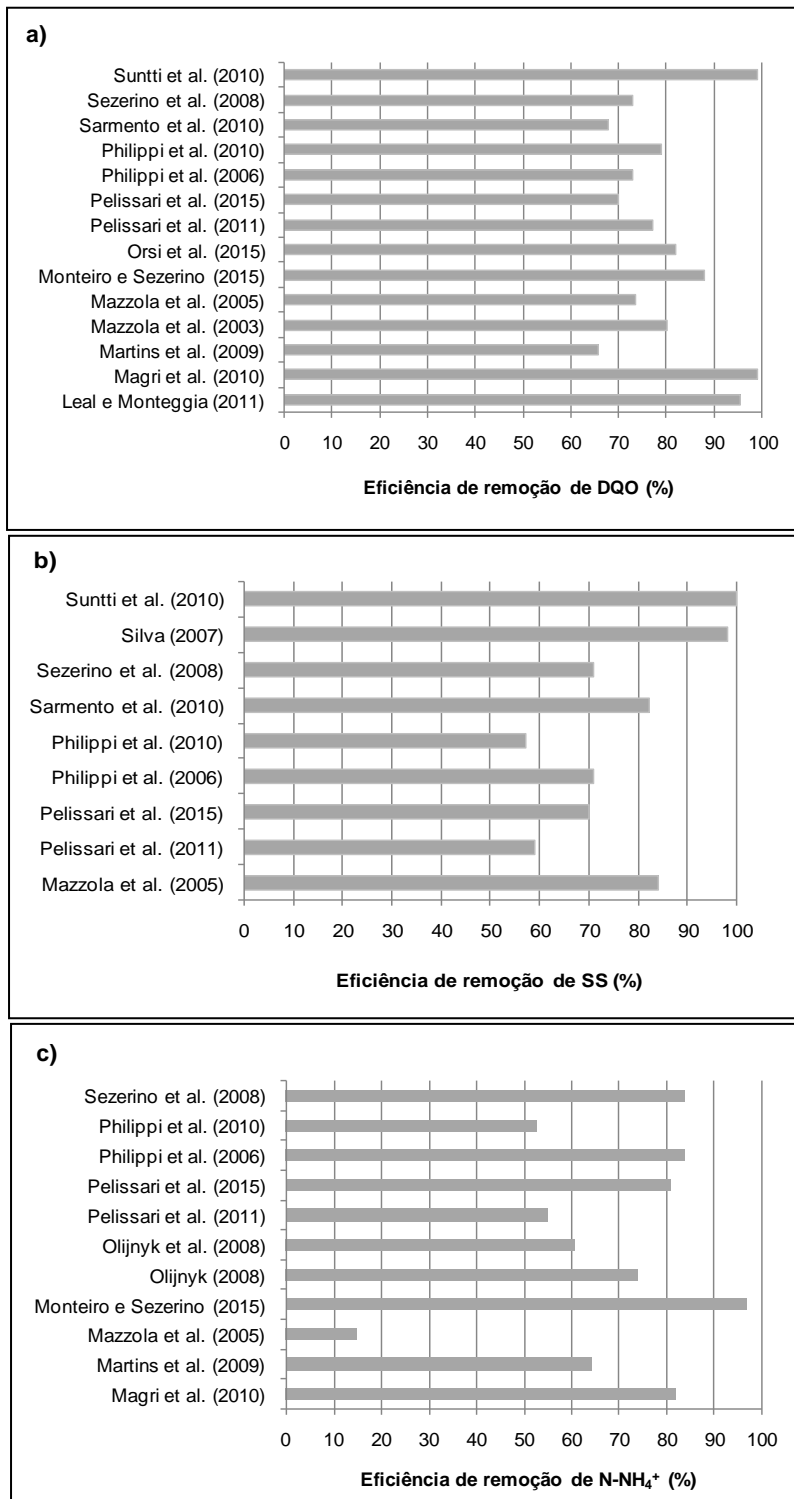 a)
Suntti et al. (2010)
Sezerino et al. (2008)
Sarmento et al. (2010)
Philippi et al. (2010)
Philippi et al. (2006)
Pelissari et al. (2015)
Pelissari et al. (2011)
Orsi et al. (2015)
Monteiro e Sezerino (2015)
Mazzola et al. (2005)
Mazzola et al. (2003)
Martins et al. (2009)
Magri et al. (2010)
Leal e Monteggia (2011)
0 10 20 30 40 50 60 70 80 90 100
Eficiência de remoção de DQO (%)
b)
Suntti et al. (2010)
Silva (2007)
Sezerino et al. (2008)
Sarmento et al. (2010)
Philippi et al. (2010)
Philippi et al. (2006)
Pelissari et al. (2015)
Pelissari et al. (2011)
Mazzola et al. (2005)
0 10 20 30 40 50 60 70 80 90 100
Eficiência de remoção de SS (%)
c)
Sezerino et al. (2008)
Philippi et al. (2010)
Philippi et al. (2006)
Pelissari et al. (2015)
Pelissari et al. (2011)
Olijnyk et al. (2008)
Olijnyk (2008)
Monteiro e Sezerino (2015)
Mazzola et al. (2005)
Martins et al. (2009)
Magri et al. (2010)
0 10 20 30 40 50 60 70 80 90 100
Eficiência de remoção de N-NH₄⁺ (%)